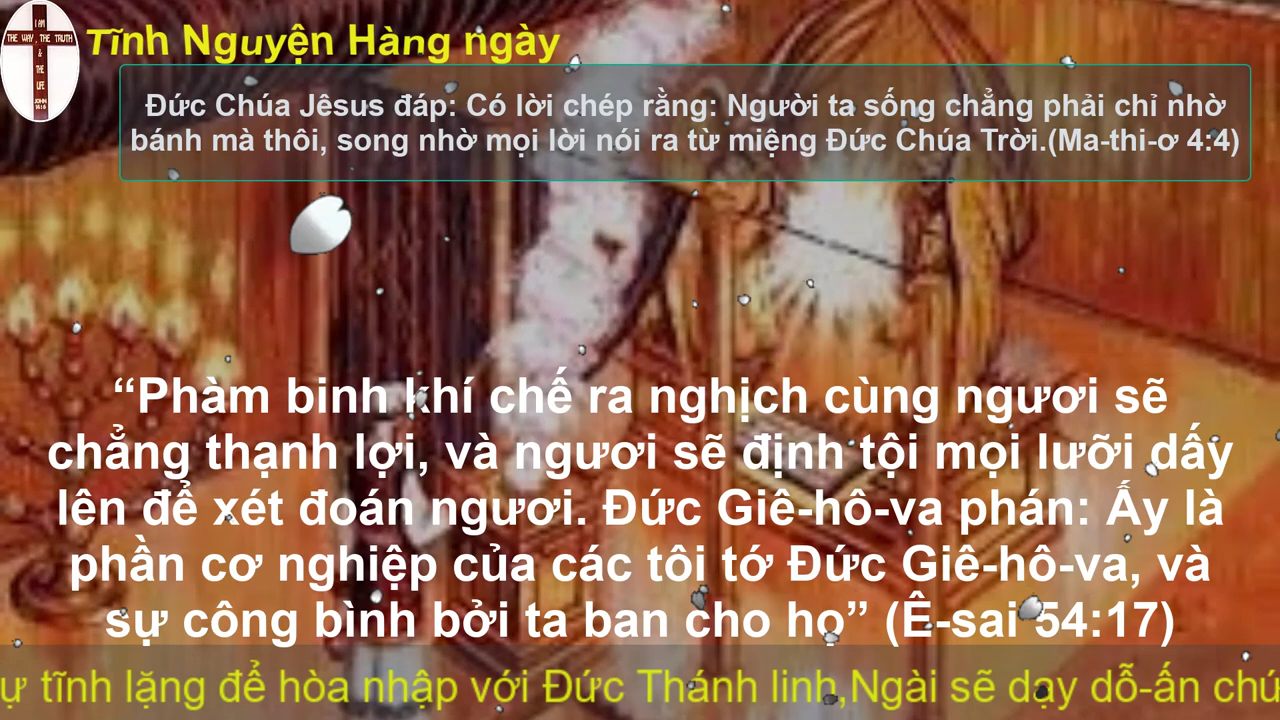 I AM
THE WAY, THE TRUTH
&
THE
LIFE
JOHN
14:16
Tĩnh Nguyện Hàng ngày
Đức Chúa Jêsus đáp: Có lời chép rằng: Người ta sống chẳng phải chỉ nhờ
bánh mà thôi, song nhờ mọi lời nói ra từ miệng Đức Chúa Trời.(Ma-thi-ơ 4:4)
“Phàm binh khí chế ra nghịch cùng ngươi sẽ
chẳng thạnh lợi, và ngươi sẽ định tội mọi lưỡi dấy
lên để xét đoán ngươi. Đức Giê-hô-va phán: Ấy là
phần cơ nghiệp của các tôi tớ Đức Giê-hô-va, và
sự công bình bởi ta ban cho họ” (Ê-sai 54:17)
ự tĩnh lặng để hòa nhập với Đức Thánh linh,Ngài sẽ dạy dỗ-ấn chú